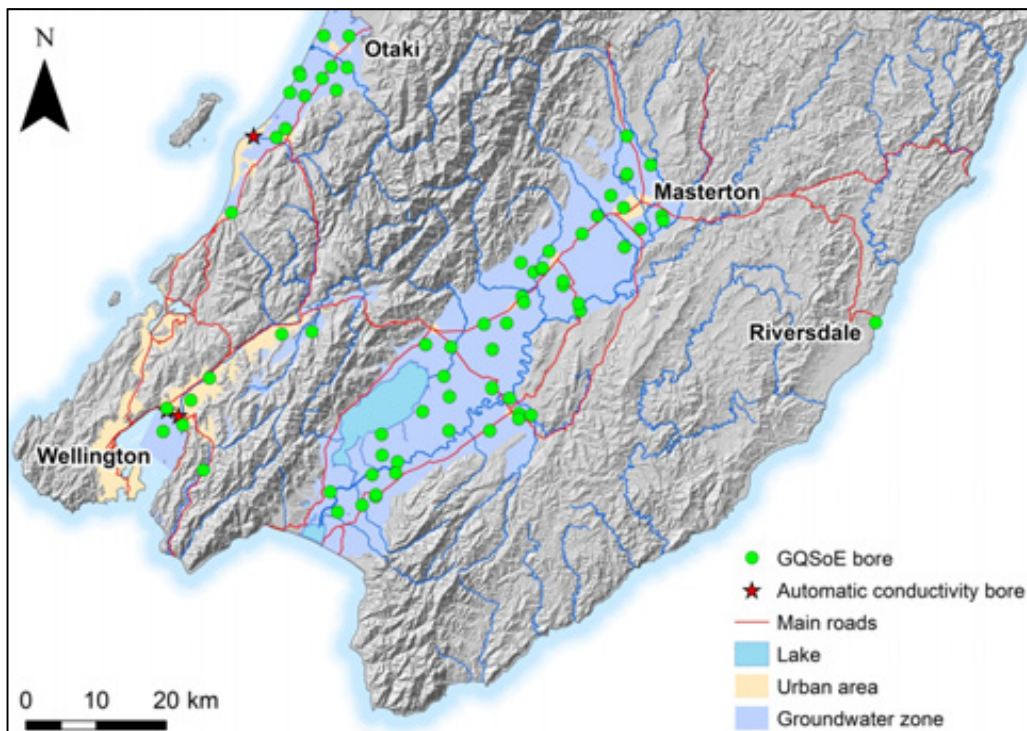 N
Otaki
Masterton
Riversdale
Wellington
GQSoE bore
Automatic conductivity bore
Main roads
Lake
Urban area
Groundwater zone
0 10 20 km